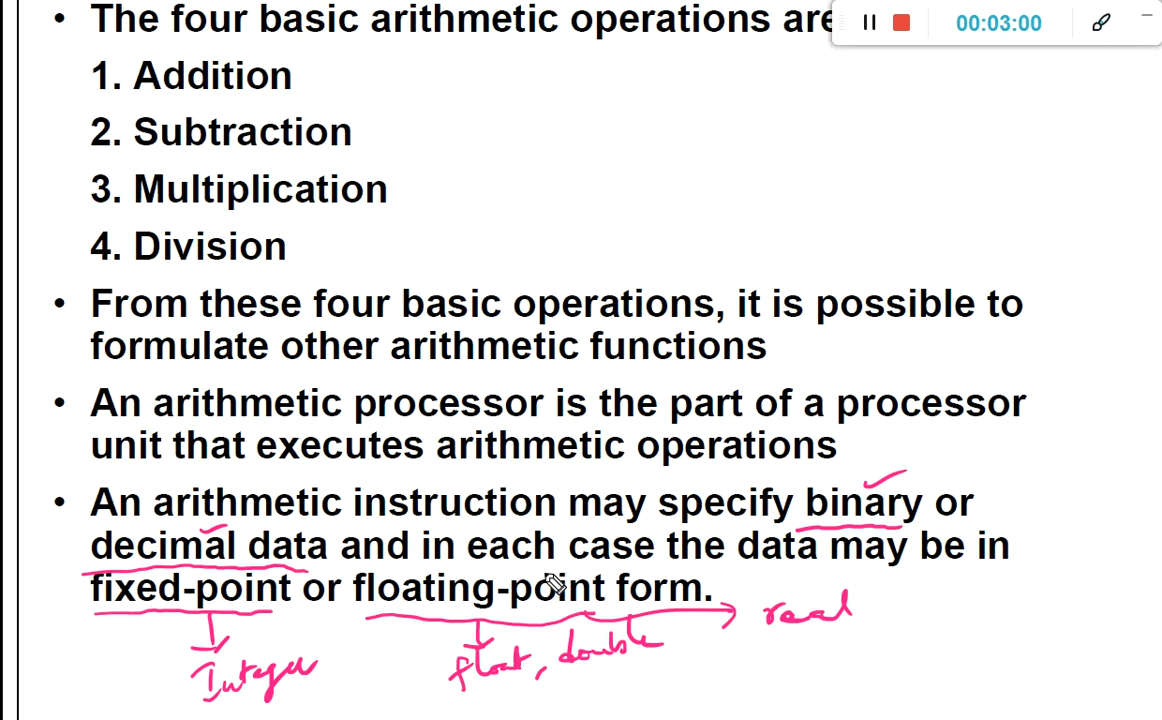 • The four basic arithmetic operations are
00:03:00
1. Addition
2. Subtraction
3. Multiplication
4. Division
• From these four basic operations, it is possible to
formulate other arithmetic functions
• An arithmetic processor is the part of a processor
unit that executes arithmetic operations
• An arithmetic instruction may specify binary or
decimal data and in each case the data may be in
fixed-point or floating-point form.
real
Integer
float, double